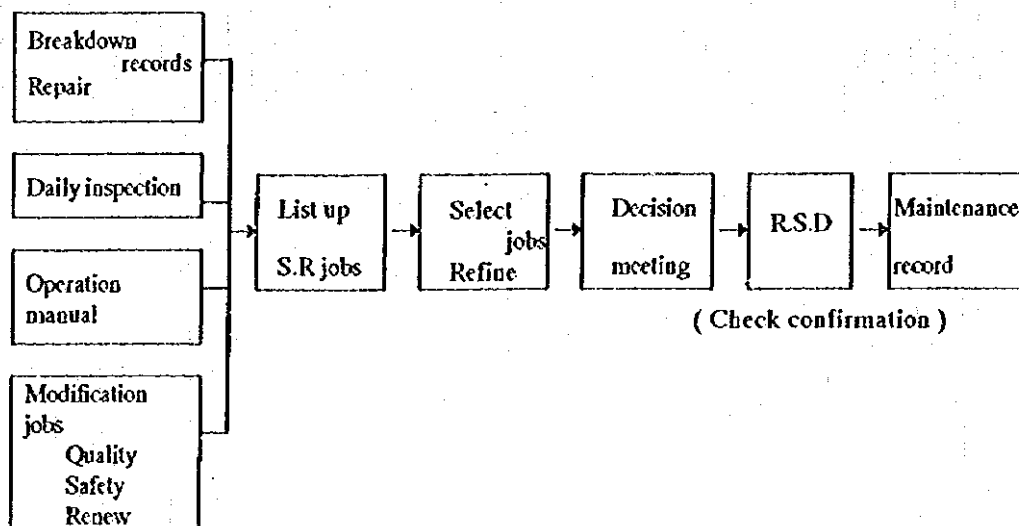 Breakdown
records
Repair
Daily inspection
Operation
manual
Modification
jobs
Quality
Safety
Renew
List up
S.R jobs
Select
jobs
Refine
Decision
meeting
R.S.D
( Check confirmation )
Maintenance
record